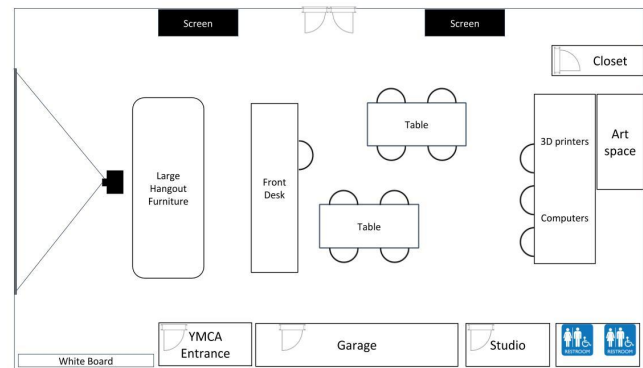 Screen
Screen
Closet
Table
3D printers
Art
space
Large
Hangout
Furniture
Front
Desk
Computers
Table
YMCA
Entrance
Garage
Studio
RESTROOM
RESTROOM
White Board